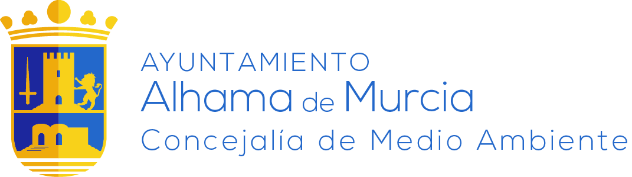 AYUNTAMIENTO
Alhama de Murcia
Concejalía de Medio Ambiente